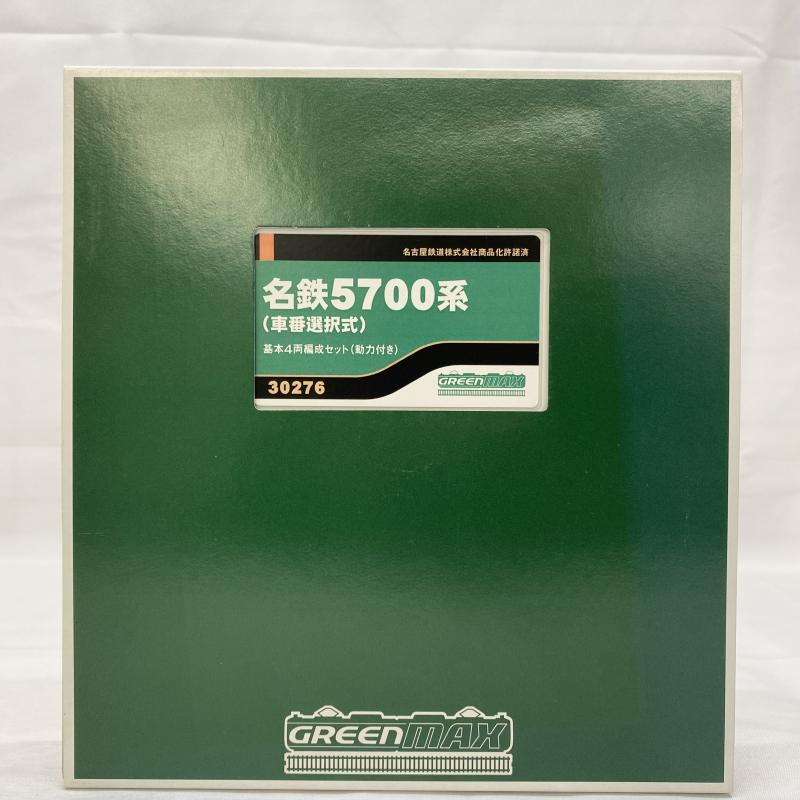 名古屋鉄道株式会社商品化許諾済
名鉄5700系
(車番選択式)
基本4両編成セット(動力付き)
30276
GREENMAX
GREENMAX